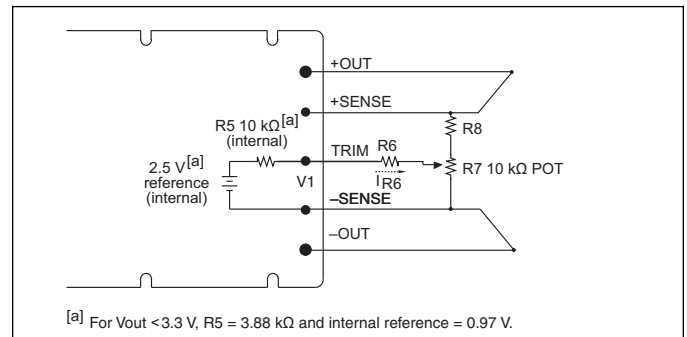 +OUT
+SENSE
R5 10 kΩ[a]
(internal)
R8
TRIM
R6
2.5 V[a]
reference
(internal)
V1
IR6
R7 10 kΩ POT
–SENSE
–OUT
[a] For Vout <3.3 V, R5 = 3.88 kΩ and internal reference = 0.97 V.